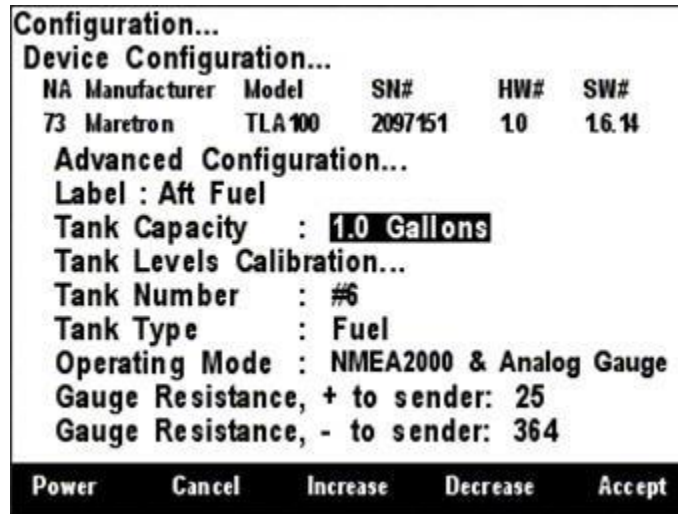 Configuration...
Device Configuration...
NA Manufacturer Model SN# HW# SW#
73 Maretron TLA100 2097151 1.0 1.6.14
Advanced Configuration...
Label : Aft Fuel
Tank Capacity : 1.0 Gallons
Tank Levels Calibration...
Tank Number : #6
Tank Type : Fuel
Operating Mode : NMEA2000 & Analog Gauge
Gauge Resistance, + to sender: 25
Gauge Resistance, - to sender: 364
Power Cancel Increase Decrease Accept